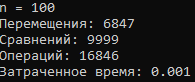 n = 100
Перемещения: 6847
Сравнений: 9999
Операций: 16846
Затраченное время: 0.001